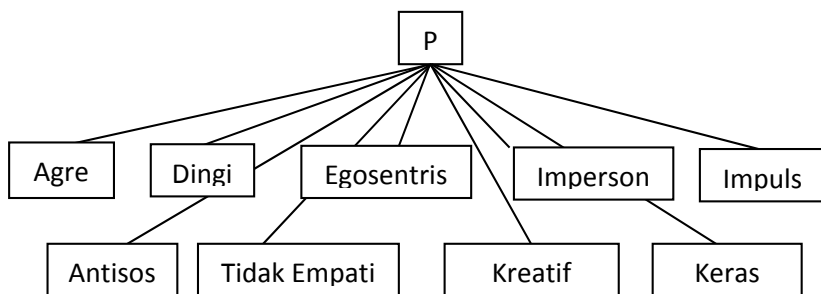 P
Agre
Dingi
Egosentris
Imperson
Impuls
Antisos
Tidak Empati
Kreatif
Keras